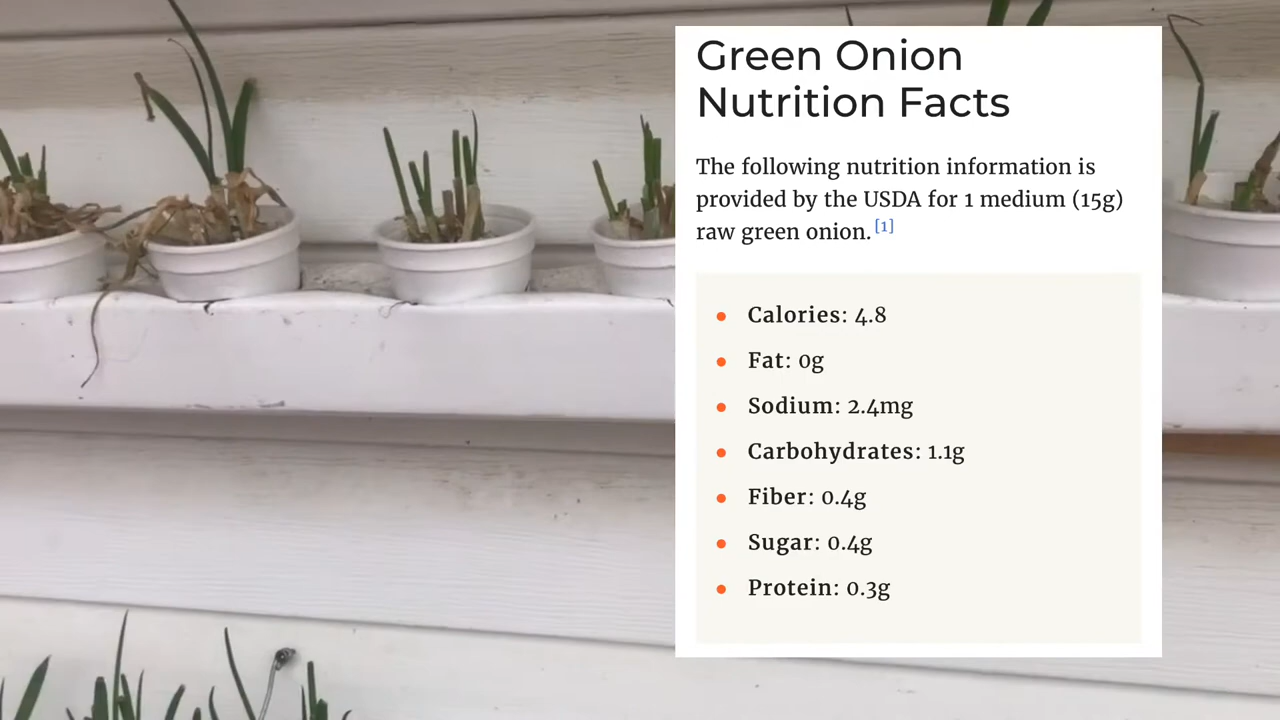 Green Onion
Nutrition Facts
The following nutrition information is
provided by the USDA for 1 medium (15g)
raw green onion.[1]
Calories: 4.8
Fat: 0g
Sodium: 2.4mg
Carbohydrates: 1.1g
Fiber: 0.4g
Sugar: 0.4g
Protein: 0.3g